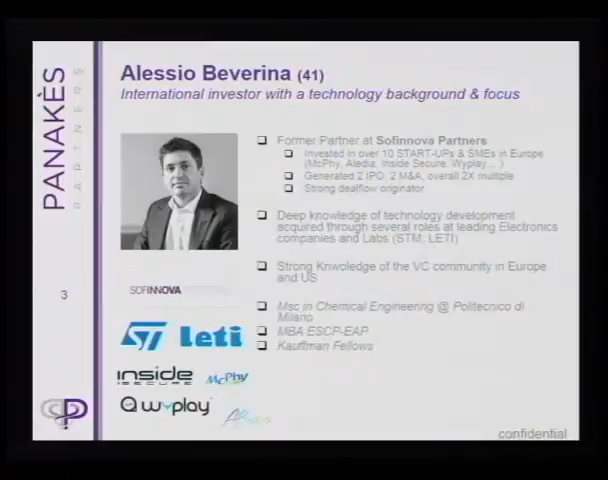 PANAKÈS
PARTNERS
Alessio Beverina (41)
International investor with a technology background & focus
Former Partner at Sofinnova Partners
Invested in over 10 START-UPs & SMEs in Europe
(McPhy, Aledia, Inside Secure, Wyplay... )
Generated 2 IPO, 2 M&A, overall 2X multiple
Strong dealflow originator
Deep knowledge of technology development
acquired through several roles at leading Electronics
companies and Labs (STM, LETI)
Strong Knwoledge of the VC community in Europe
and US
Msc in Chemical Engineering @ Politecnico di
Milano
MBA ESCP-EAP
Kauffman Fellows
SOFINNOVA
ST leti
inside
SECURE
McPhy
wyplay
3
confidential